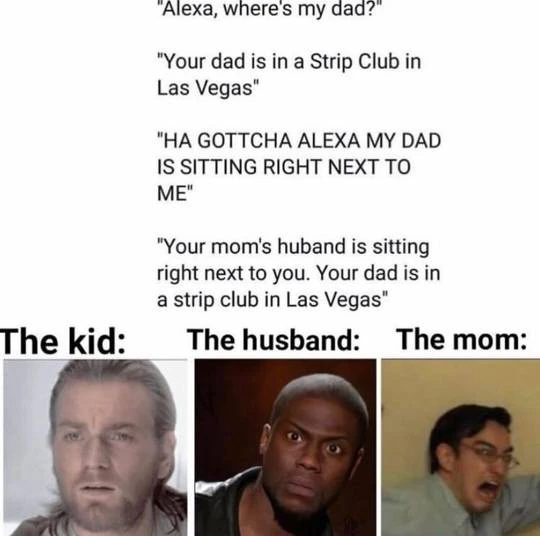 "Alexa, where's my dad?"
"Your dad is in a Strip Club in
Las Vegas"
"HA GOTTCHA ALEXA MY DAD
IS SITTING RIGHT NEXT TO
ME"
"Your mom's huband is sitting
right next to you. Your dad is in
a strip club in Las Vegas"
The kid: The husband: The mom: